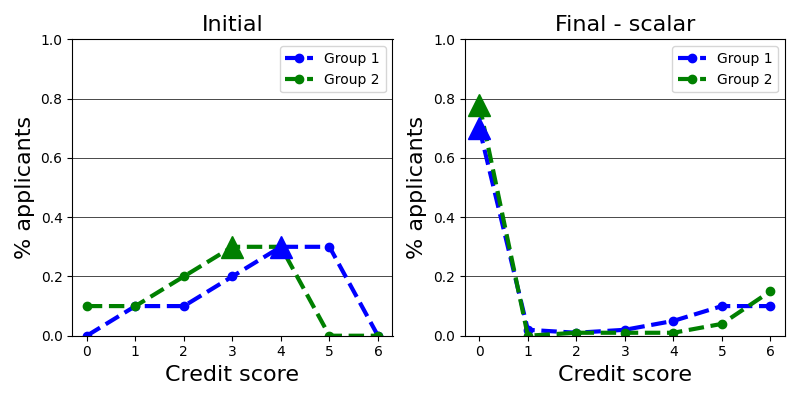 Initial
% applicants
1.0
0.8
0.6
0.4
0.2
0.0
Group 1
Group 2
0 1 2 3 4 5 6
Credit score
Final - scalar
% applicants
1.0
0.8
0.6
0.4
0.2
0.0
Group 1
Group 2
0 1 2 3 4 5 6
Credit score